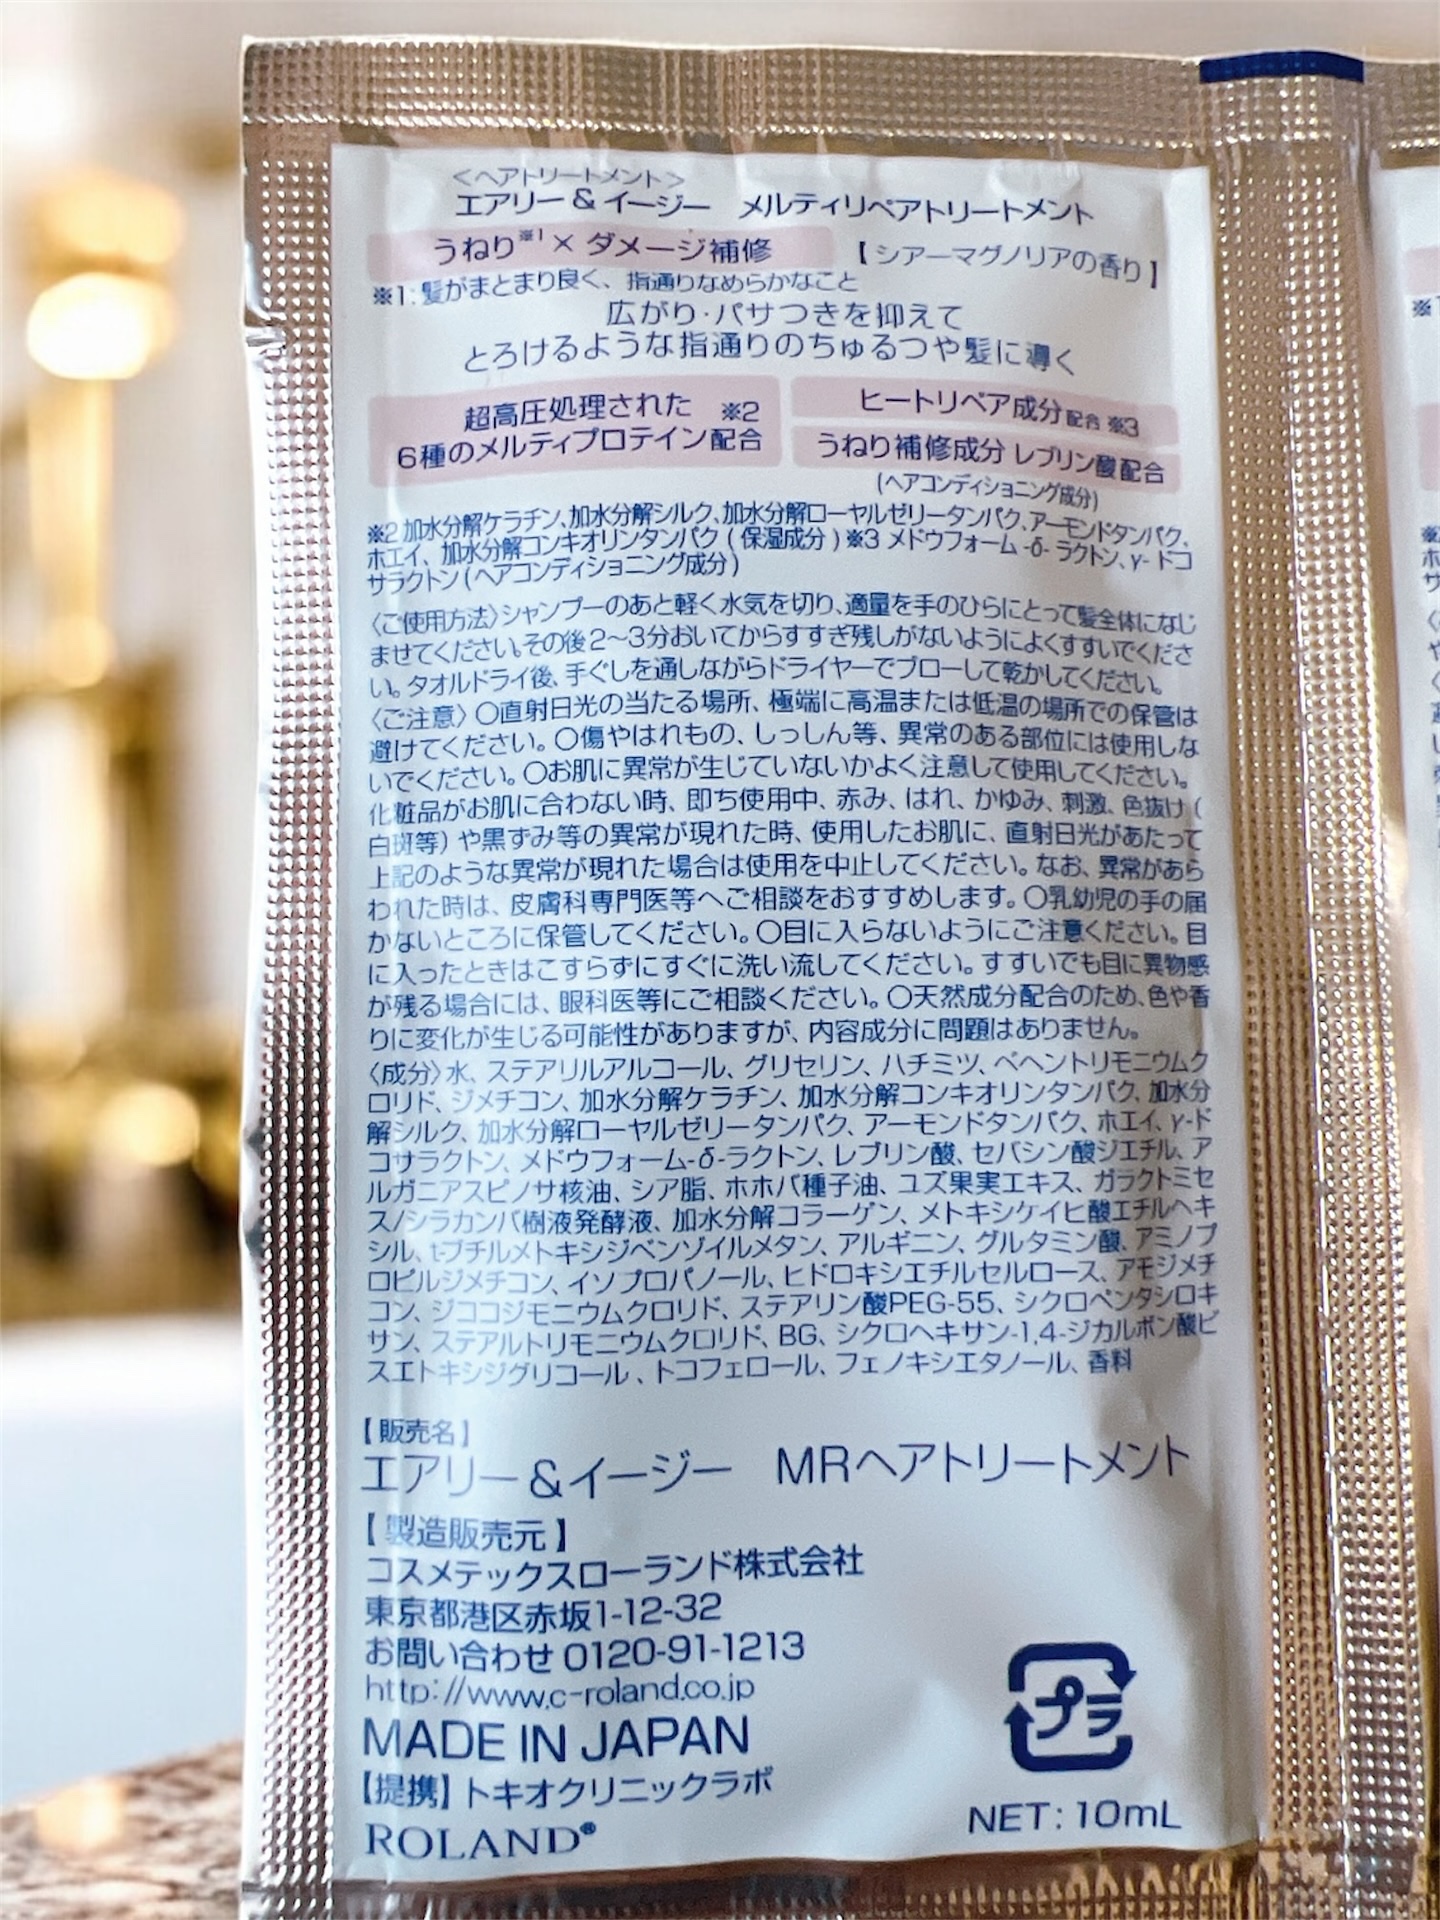 <ヘアトリートメント>
エアリー&イージー メルティリペアトリートメント
うねり※1×ダメージ補修
【シアーマグノリアの香り】
※1:髪がまとまり良く、指通りなめらかなこと
広がり・パサつきを抑えて
とろけるような指通りのちゅるつや髪に導く
超高圧処理された ※2
6種のメルティプロテイン配合
ヒートリペア成分配合※3
うねり補修成分 レブリン酸配合
(ヘアコンディショニング成分)
※2 加水分解ケラチン、加水分解シルク、加水分解ローヤルゼリータンパク、アーモンドタンパク、
ホエイ、加水分解コンキオリンタンパク(保湿成分)※3 メドウフォーム-δ-ラクトン、γ-ドコ
サラクトン(ヘアコンディショニング成分)
〈ご使用方法〉シャンプーのあと軽く水気を切り、適量を手のひらにとって髪全体になじ
ませてください。その後2〜3分おいてからすすぎ残しがないようによくすすいでくださ
い。タオルドライ後、手ぐしを通しながらドライヤーでブローして乾かしてください。
〈ご注意〉○直射日光の当たる場所、極端に高温または低温の場所での保管は
避けてください。○傷やはれもの、しっしん等、異常のある部位には使用しな
いでください。○お肌に異常が生じていないかよく注意して使用してください。
化粧品がお肌に合わない時、即ち使用中、赤み、はれ、かゆみ、刺激、色抜け(
白斑等)や黒ずみ等の異常が現れた時、使用したお肌に、直射日光があたって
上記のような異常が現れた場合は使用を中止してください。なお、異常があら
われた時は、皮膚科専門医等へご相談をおすすめします。○乳幼児の手の届
かないところに保管してください。○目に入らないようにご注意ください。目
に入ったときはこすらずにすぐに洗い流してください。すすいでも目に異物感
が残る場合には、眼科医等にご相談ください。○天然成分配合のため、色や香
りに変化が生じる可能性がありますが、内容成分に問題はありません。
〈成分〉水、ステアリルアルコール、グリセリン、ハチミツ、ベヘントリモニウムク
ロリド、ジメチコン、加水分解ケラチン、加水分解コンキオリンタンパク、加水分
解シルク、加水分解ローヤルゼリータンパク、アーモンドタンパク、ホエイ、γ-ド
コサラクトン、メドウフォーム-δ-ラクトン、レブリン酸、セバシン酸ジエチル、ア
ルガニアスピノサ核油、シア脂、ホホバ種子油、ユズ果実エキス、ガラクトミセ
ス/シラカンバ樹液発酵液、加水分解コラーゲン、メトキシケイヒ酸エチルヘキ
シル、t-ブチルメトキシジベンゾイルメタン、アルギニン、グルタミン酸、アミノプ
ロピルジメチコン、イソプロパノール、ヒドロキシエチルセルロース、アモジメチ
コン、ジココジモニウムクロリド、ステアリン酸PEG-55、シクロペンタシロキ
サン、ステアルトリモニウムクロリド、BG、シクロヘキサン-1,4-ジカルボン酸ビ
スエトキシジグリコール、トコフェロール、フェノキシエタノール、香料
【販売名】
エアリー&イージー MRヘアトリートメント
【製造販売元】
コスメテックスローランド株式会社
東京都港区赤坂1-12-32
お問い合わせ 0120-91-1213
http://www.c-roland.co.jp
MADE IN JAPAN
【提携】トキオクリニックラボ
ROLAND®
プラ
NET:10mL